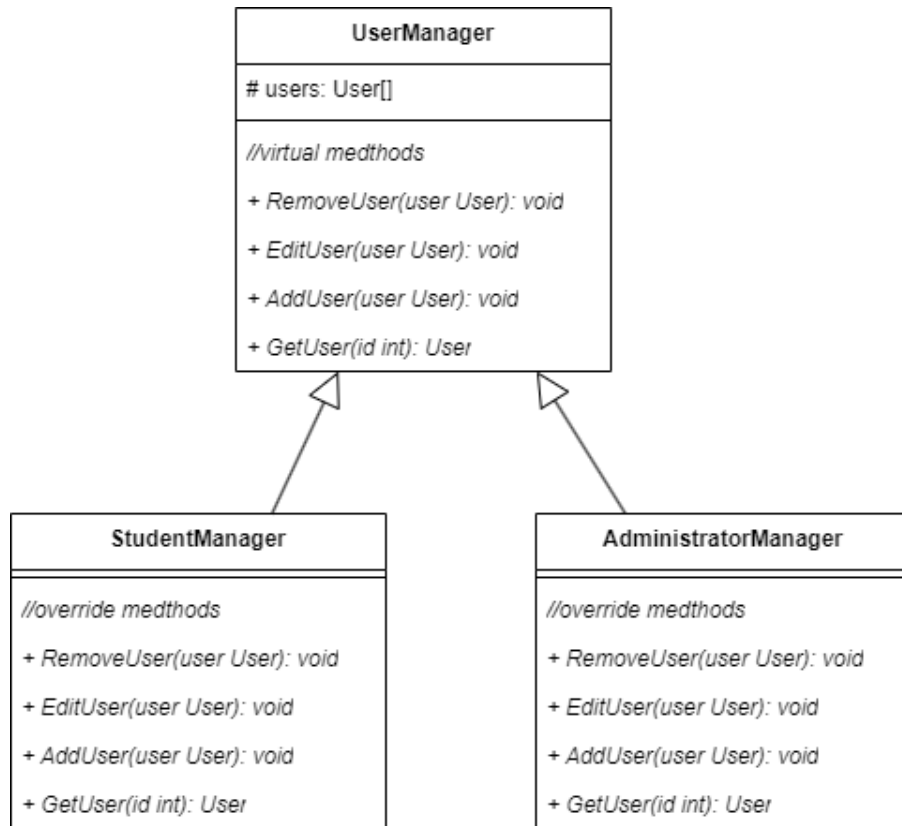 UserManager
# users: User[]
//virtual medthods
+ RemoveUser(user User): void
+ EditUser(user User): void
+ AddUser(user User): void
+ GetUser(id int): User
StudentManager
//override medthods
+ RemoveUser(user User): void
+ EditUser(user User): void
+ AddUser(user User): void
+ GetUser(id int): User
AdministratorManager
//override medthods
+ RemoveUser(user User): void
+ EditUser(user User): void
+ AddUser(user User): void
+ GetUser(id int): User